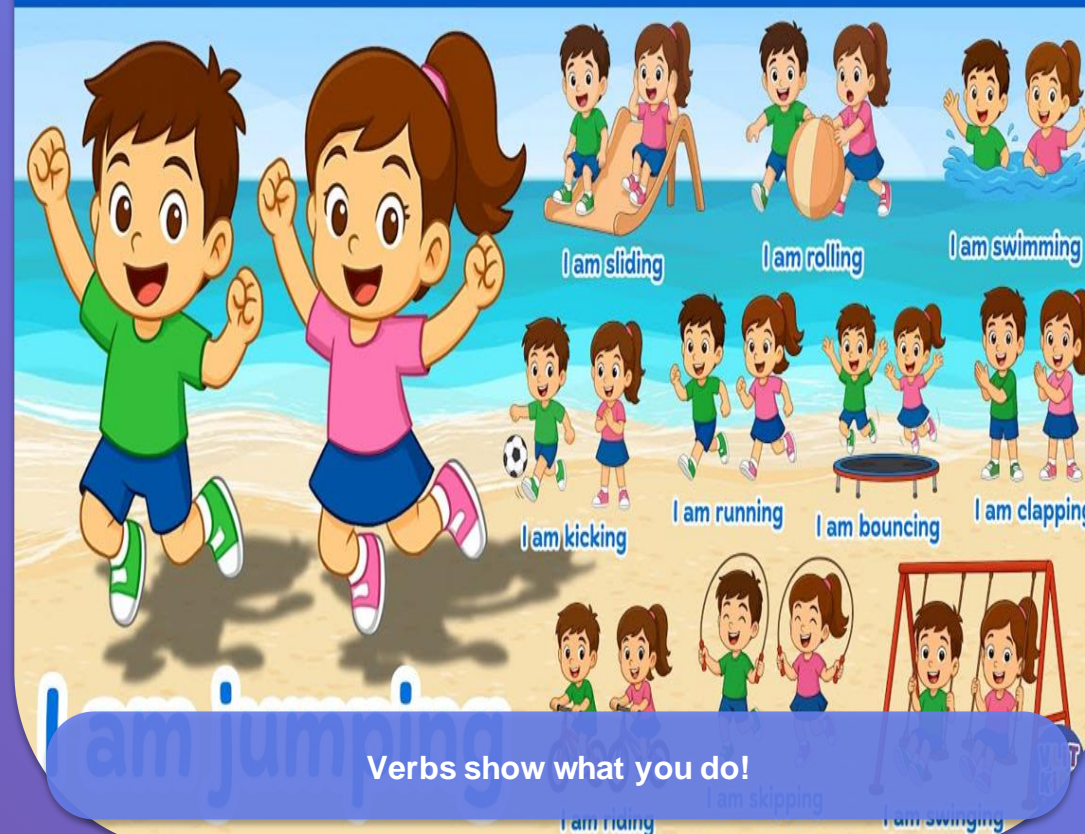 I am sliding
I am rolling
I am swimming
I am kicking
I am running
I am bouncing
I am clapping
I am jumping
Verbs show what you do!
I am riding
I am skipping
I am swinging